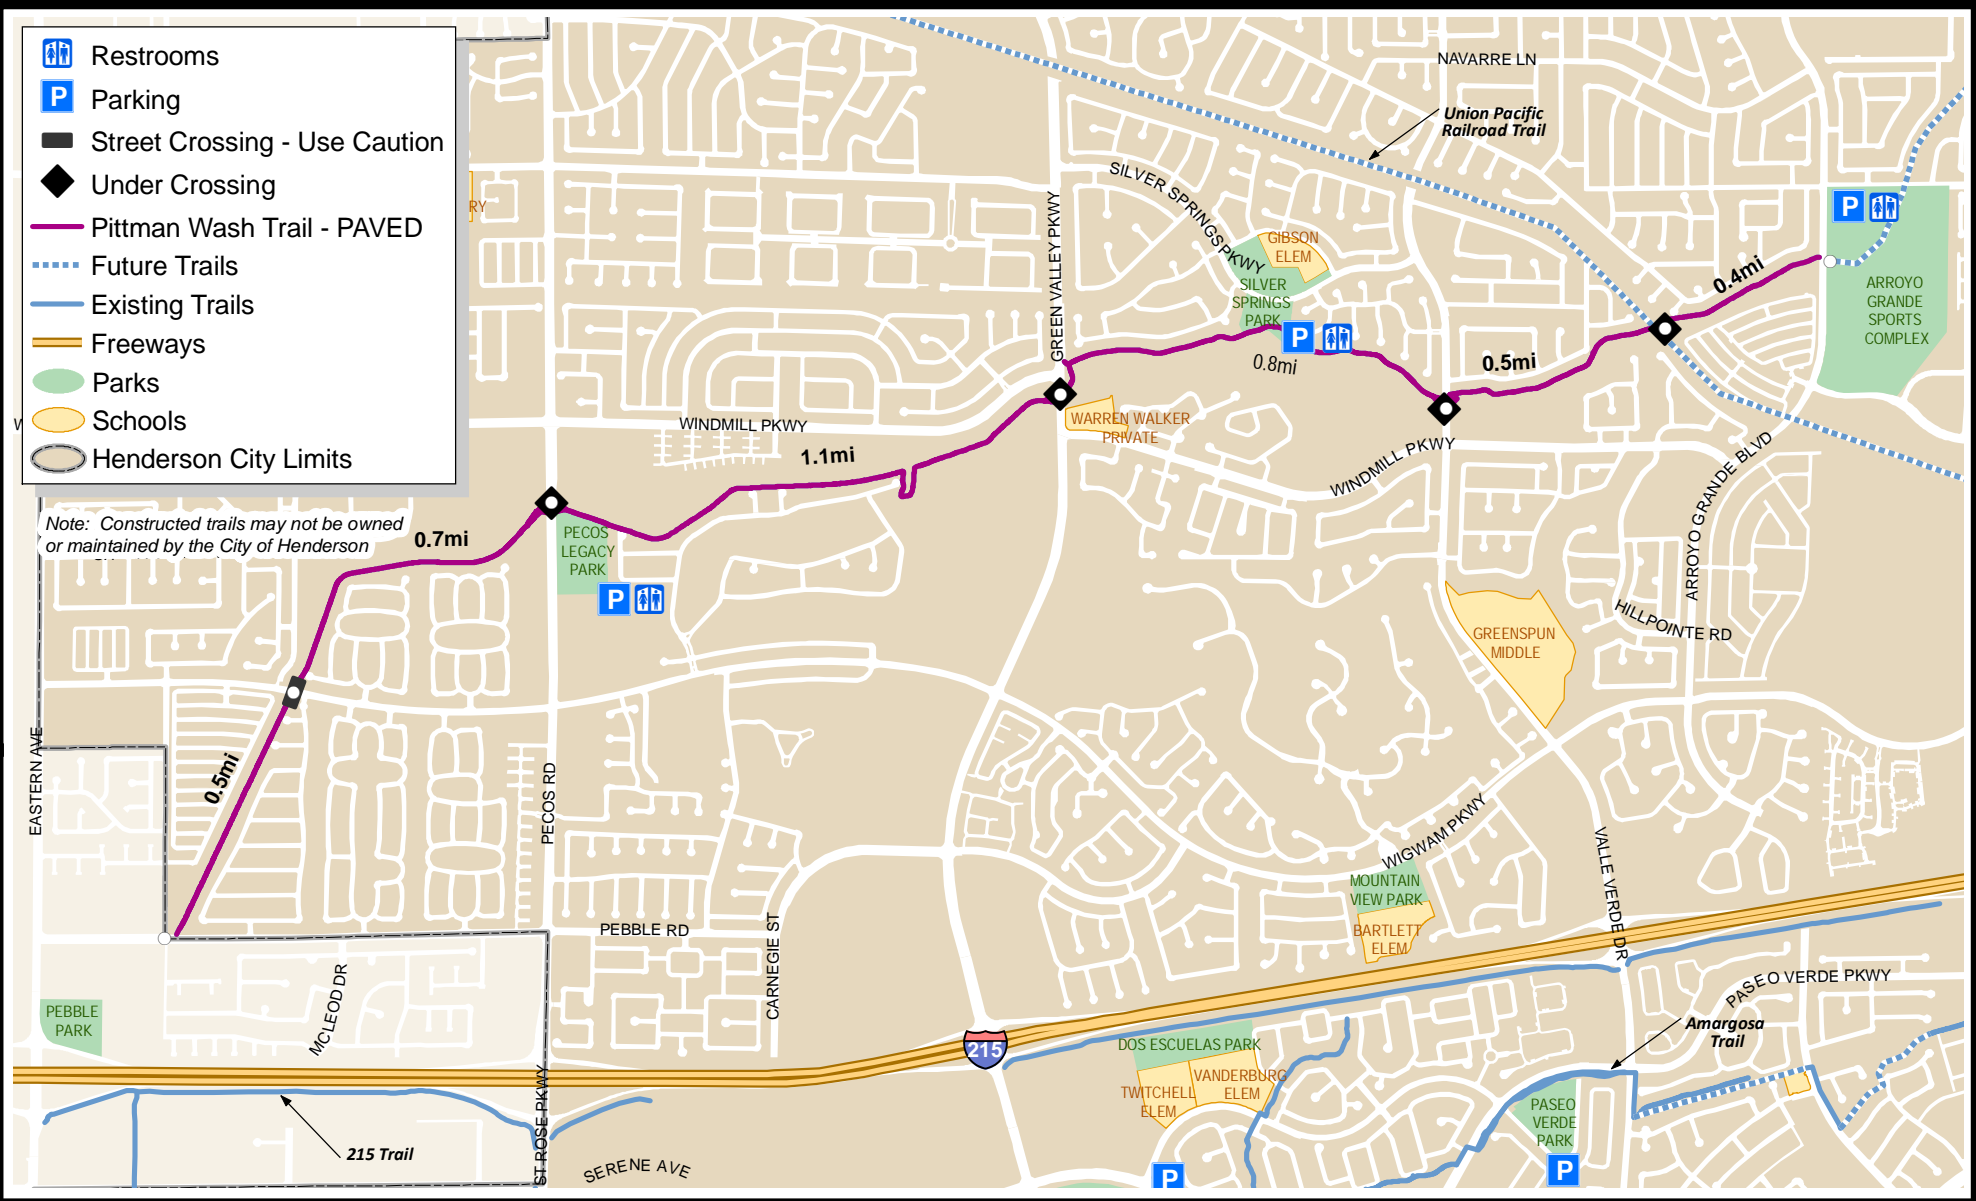 Restrooms
P
Parking
Street Crossing - Use Caution
Under Crossing
Pittman Wash Trail - PAVED
Future Trails
Existing Trails
Freeways
Parks
Schools
Henderson City Limits
Note: Constructed trails may not be owned
or maintained by the City of Henderson
RY
W
NAVARRE LN
Union Pacific
Railroad Trail
SILVER SPRINGS PKWY
GREEN VALLEY PKWY
GIBSON
ELEM
SILVER
SPRINGS
PARK
P
0.8mi
P
ARROYO
GRANDE
SPORTS
COMPLEX
0.4mi
0.5mi
WARREN WALKER
PRIVATE
WINDMILL PKWY
WINDMILL PKWY
1.1mi
0.7mi
PECOS
LEGACY
PARK
P
ARROYO GRANDE BLVD
HILLPOINTE RD
GREENSPUN
MIDDLE
0.5mi
EASTERN AVE
PECOS RD
WIGWAM PKWY
VALLE VERDE DR
MOUNTAIN
VIEW PARK
BARTLETT
ELEM
PEBBLE RD
CARNEGIE ST
MCLEOD DR
PEBBLE
PARK
215
DOS ESCUELAS PARK
TWITCHELL
ELEM
VANDERBURG
ELEM
PASEO VERDE PKWY
Amargosa
Trail
PASEO
VERDE
PARK
P
P
215 Trail
ST ROSE PKWY
SERENE AVE